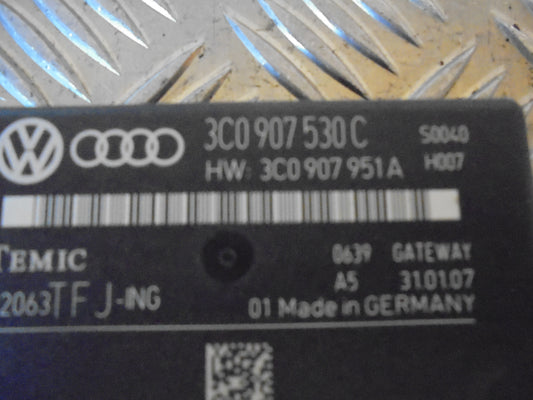 3C0 907 530 C S0040
HW: 3C0 907 951 A H007
TEMIC 0639 GATEWAY
A5 31.01.07
2063TFJ-ING 01 Made in GERMANY